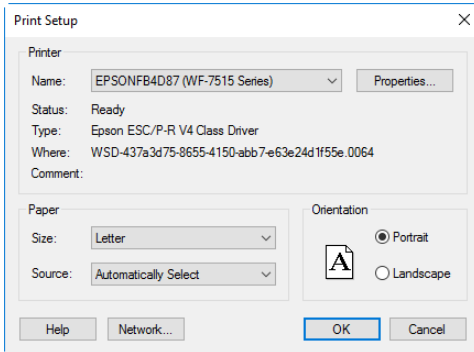 Print Setup
Printer
Name: EPSONFB4D87 (WF-7515 Series) Properties...
Status: Ready
Type: Epson ESC/P-R V4 Class Driver
Where: WSD-437a3d75-8655-4150-abb7-e63e24d1f55e.0064
Comment:
Paper
Size: Letter
Source: Automatically Select
Orientation
A
Portrait
Landscape
Help Network... OK Cancel